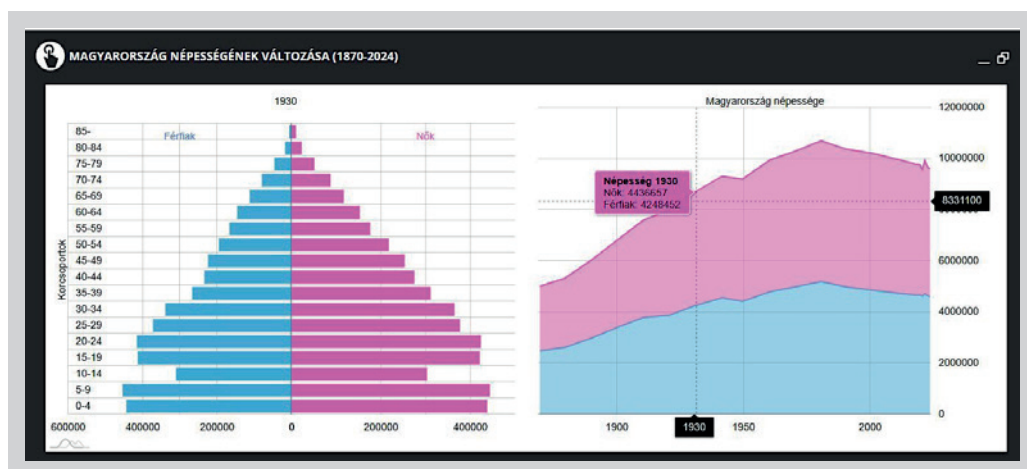 MAGYARORSZÁG NÉPESSÉGÉNEK VÁLTOZÁSA (1870-2024)
1930
Férfiak
Nők
Korcsoportok
85-
80-84
75-79
70-74
65-69
60-64
55-59
50-54
45-49
40-44
35-39
30-34
25-29
20-24
15-19
10-14
5-9
0-4
600000 400000 200000 0 200000 400000
Magyarország népessége
Népesség 1930
Nők: 4436657
Férfiak: 4248452
12000000
10000000
8331100
8000000
6000000
4000000
2000000
0
1900 1930 1950 2000